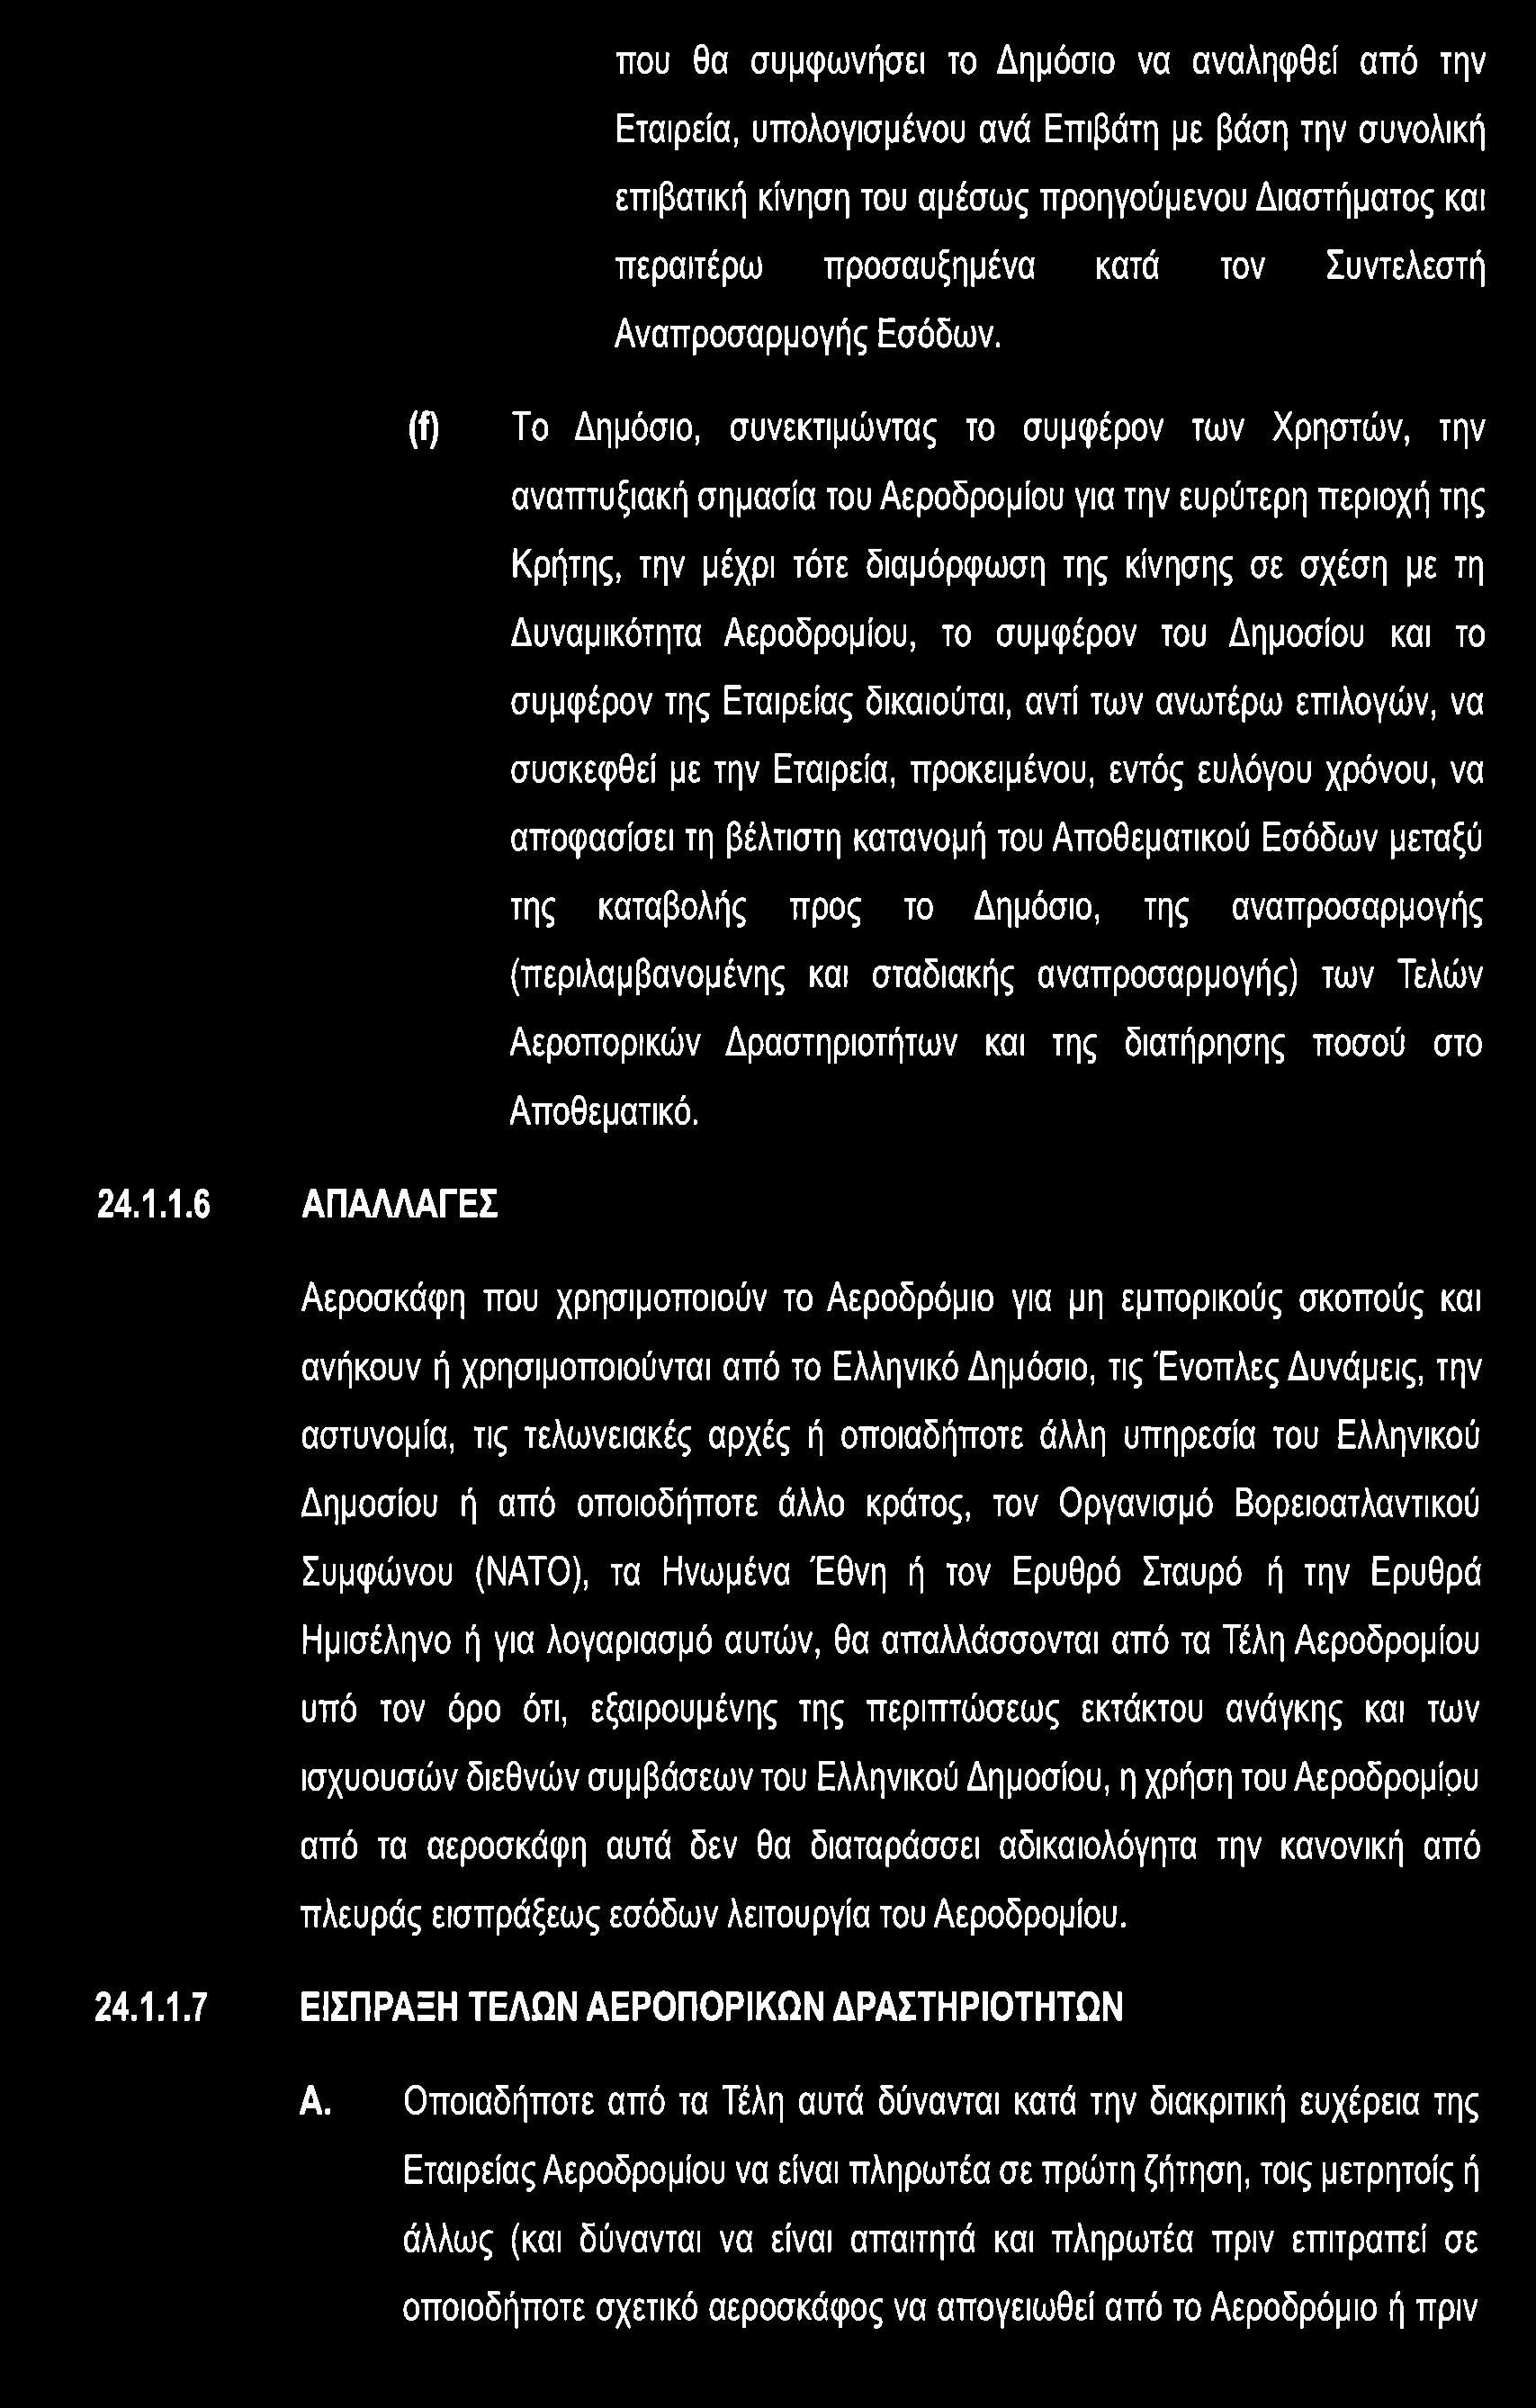 που θα συμφωνήσει το Δημόσιο να αναληφθεί από την
Εταιρεία, υπολογισμένου ανά Επιβάτη με βάση την συνολική
επιβατική κίνηση του αμέσως προηγούμενου Διαστήματος και
περαιτέρω προσαυξημένα κατά τον Συντελεστή
Αναπροσαρμογής Εσόδων.
(f) Το Δημόσιο, συνεκτιμώντας το συμφέρον των Χρηστών, την
αναπτυξιακή σημασία του Αεροδρομίου για την ευρύτερη περιοχή της
Κρήτης, την μέχρι τότε διαμόρφωση της κίνησης σε σχέση με τη
Δυναμικότητα Αεροδρομίου, το συμφέρον του Δημοσίου και το
συμφέρον της Εταιρείας δικαιούται, αντί των ανωτέρω επιλογών, να
συσκεφθεί με την Εταιρεία, προκειμένου, εντός ευλόγου χρόνου, να
αποφασίσει τη βέλτιστη κατανομή του Αποθεματικού Εσόδων μεταξύ
της καταβολής προς το Δημόσιο, της αναπροσαρμογής
(περιλαμβανομένης και σταδιακής αναπροσαρμογής) των Τελών
Αεροπορικών Δραστηριοτήτων και της διατήρησης ποσού στο
Αποθεματικό.
24.1.1.6 ΑΠΑΛΛΑΓΕΣ
Αεροσκάφη που χρησιμοποιούν το Αεροδρόμιο για μη εμπορικούς σκοπούς και
ανήκουν ή χρησιμοποιούνται από το Ελληνικό Δημόσιο, τις Ένοπλες Δυνάμεις, την
αστυνομία, τις τελωνειακές αρχές ή οποιαδήποτε άλλη υπηρεσία του Ελληνικού
Δημοσίου ή από οποιοδήποτε άλλο κράτος, τον Οργανισμό Βορειοατλαντικού
Συμφώνου (ΝΑΤΟ), τα Ηνωμένα Έθνη ή τον Ερυθρό Σταυρό ή την Ερυθρά
Ημισέληνο ή για λογαριασμό αυτών, θα απαλλάσσονται από τα Τέλη Αεροδρομίου
υπό τον όρο ότι, εξαιρουμένης της περιπτώσεως εκτάκτου ανάγκης και των
ισχυουσών διεθνών συμβάσεων του Ελληνικού Δημοσίου, η χρήση του Αεροδρομίου
από τα αεροσκάφη αυτά δεν θα διαταράσσει αδικαιολόγητα την κανονική από
πλευράς εισπράξεως εσόδων λειτουργία του Αεροδρομίου.
24.1.1.7 ΕΙΣΠΡΑΞΗ ΤΕΛΩΝ ΑΕΡΟΠΟΡΙΚΩΝ ΔΡΑΣΤΗΡΙΟΤΗΤΩΝ
Α. Οποιαδήποτε από τα Τέλη αυτά δύνανται κατά την διακριτική ευχέρεια της
Εταιρείας Αεροδρομίου να είναι πληρωτέα σε πρώτη ζήτηση, τοις μετρητοίς ή
άλλως (και δύνανται να είναι απαιτητά και πληρωτέα πριν επιτραπεί σε
οποιοδήποτε σχετικό αεροσκάφος να απογειωθεί από το Αεροδρόμιο ή πριν